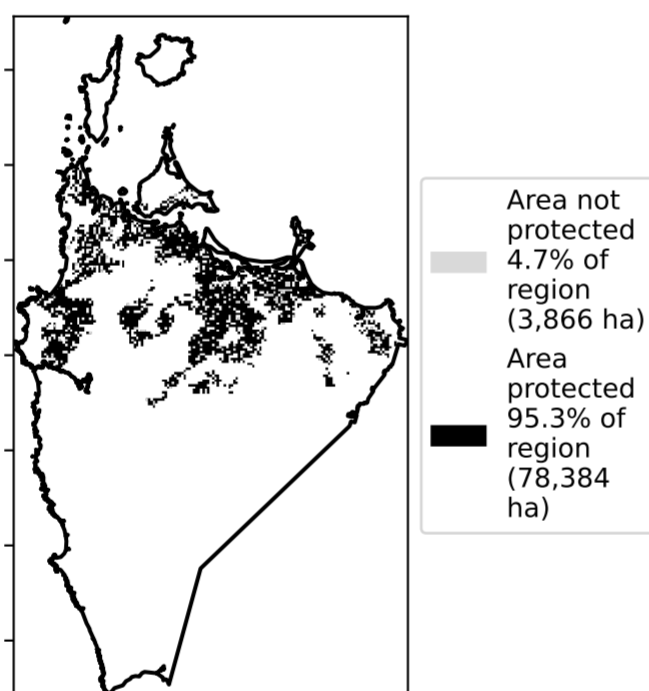 Area not
protected
4.7% of
region
(3,866 ha)
Area
protected
95.3% of
region
(78,384
ha)